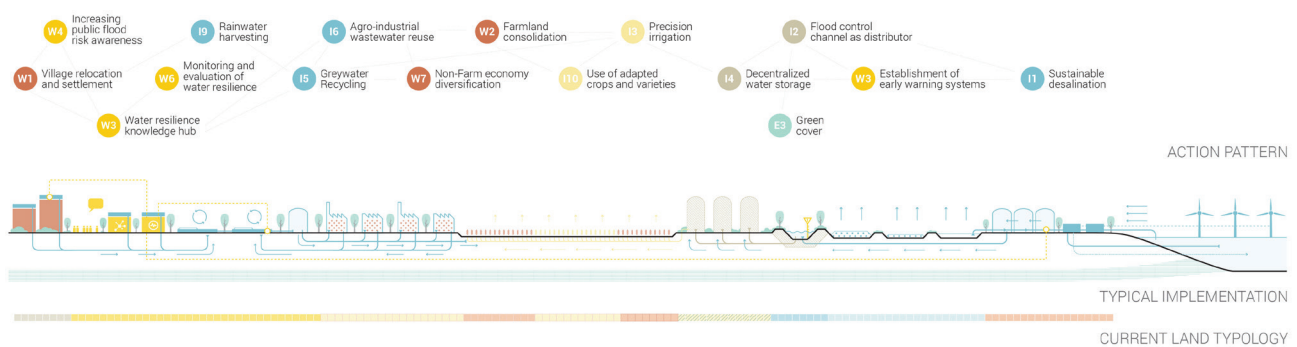 W4
Increasing
public flood
risk awareness
I9
Rainwater
harvesting
I6
Agro-industrial
wastewater reuse
W2
Farmland
consolidation
I3
Precision
irrigation
I2
Flood control
channel as distributor
W1
Village relocation
and settlement
W6
Monitoring and
evaluation of
water resilience
I5
Greywater
Recycling
W7
Non-Farm economy
diversification
I10
Use of adapted
crops and varieties
I4
Decentralized
water storage
W3
Establishment of
early warning systems
I1
Sustainable
desalination
W3
Water resilience
knowledge hub
E3
Green
cover
ACTION PATTERN
TYPICAL IMPLEMENTATION
CURRENT LAND TYPOLOGY